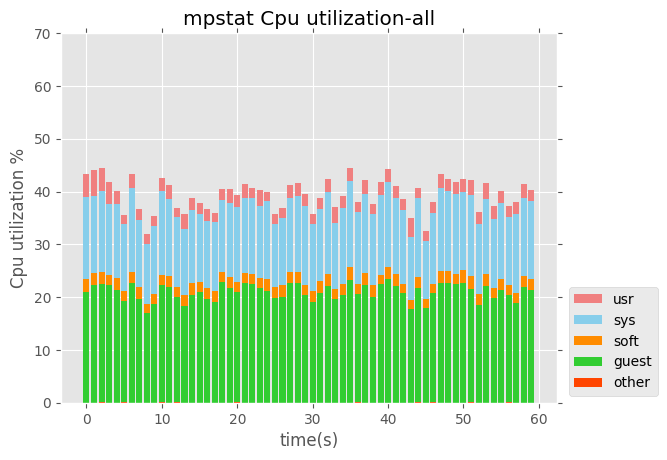 mpstat Cpu utilization-all
70
60
50
40
30
20
10
0
Cpu utilization %
0 10 20 30 40 50 60
time(s)
usr
sys
soft
guest
other